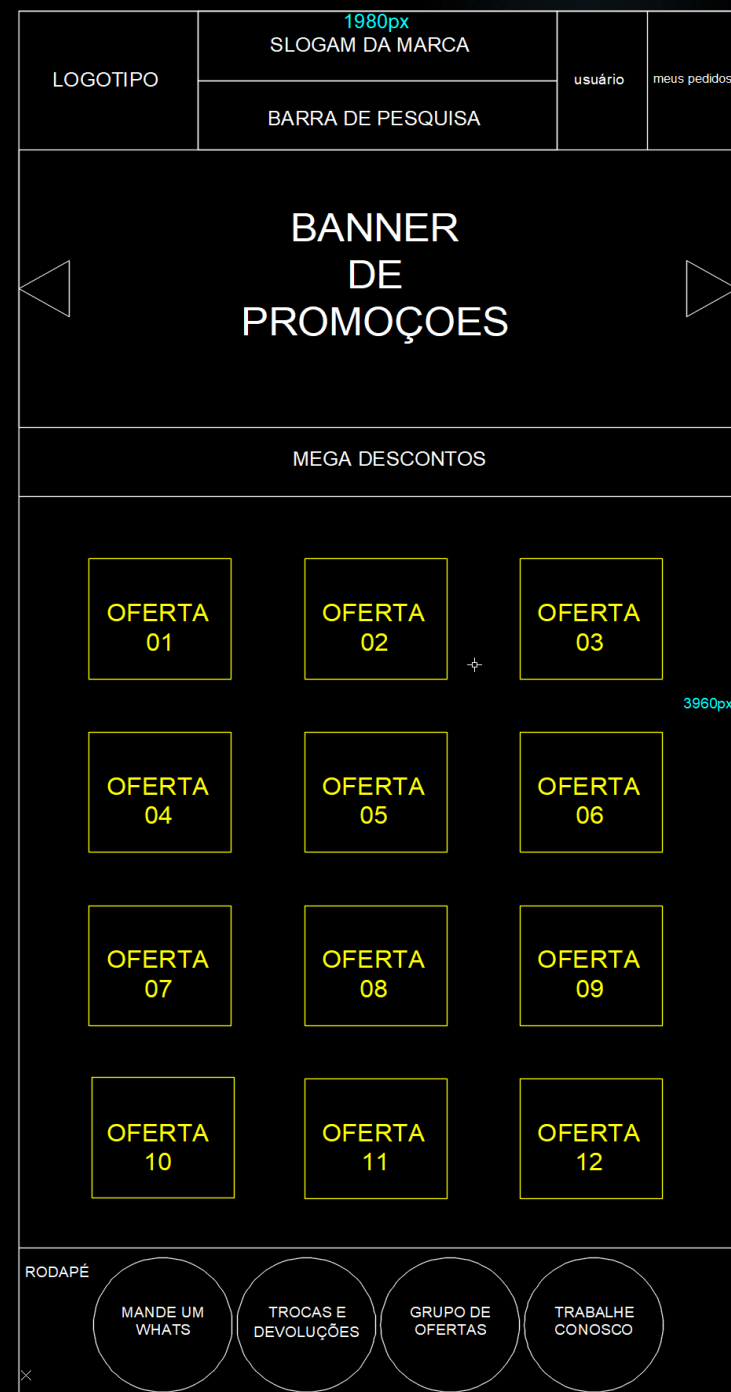 1980px
SLOGAM DA MARCA
LOGOTIPO
usuário
meus pedidos
BARRA DE PESQUISA
BANNER
DE
PROMOÇOES
MEGA DESCONTOS
OFERTA
01
OFERTA
02
OFERTA
03
3960px
OFERTA
04
OFERTA
05
OFERTA
06
OFERTA
07
OFERTA
08
OFERTA
09
OFERTA
10
OFERTA
11
OFERTA
12
RODAPÉ
MANDE UM
WHATS
TROCAS E
DEVOLUÇÕES
GRUPO DE
OFERTAS
TRABALHE
CONOSCO